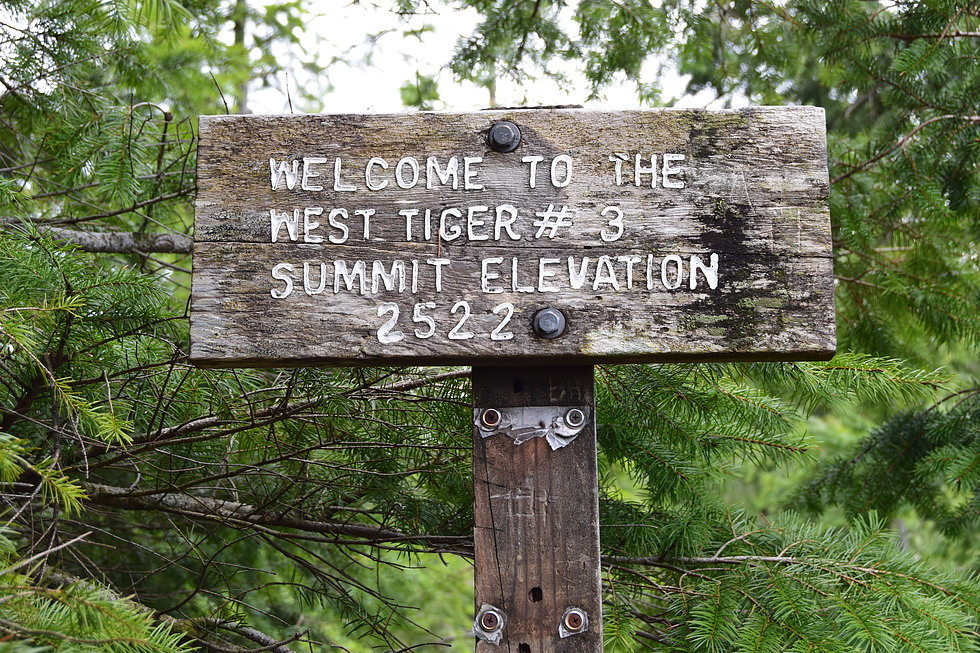 WELCOME TO THE
WEST TIGER # 3
SUMMIT ELEVATION
2522